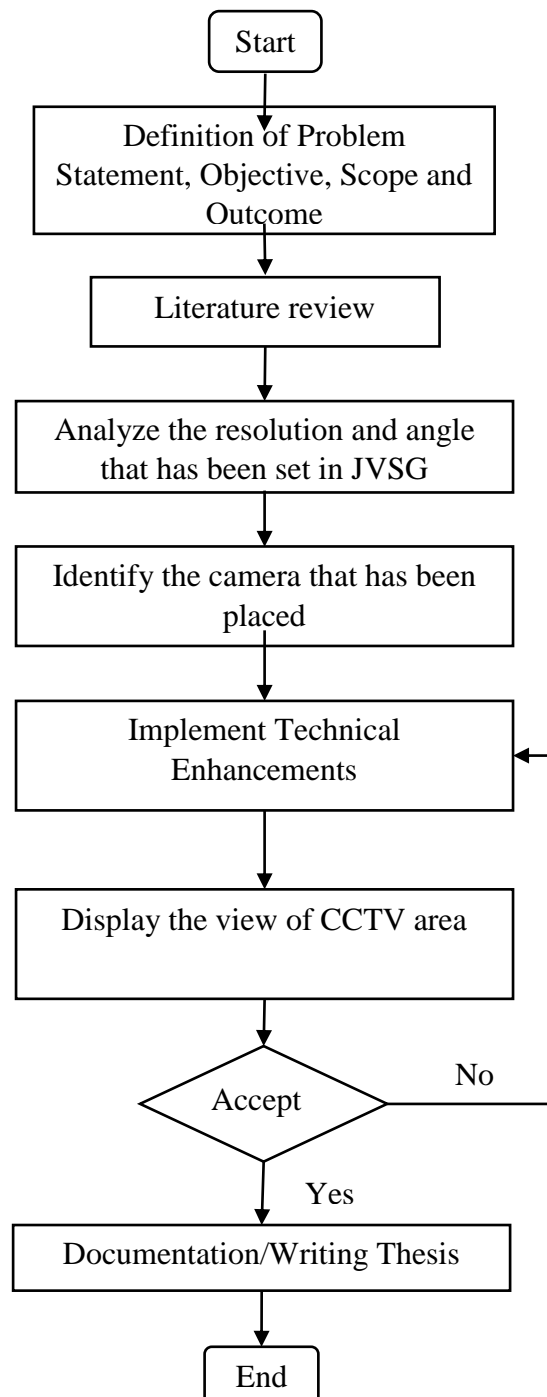 Start
Definition of Problem
Statement, Objective, Scope and
Outcome
Literature review
Analyze the resolution and angle
that has been set in JVSG
Identify the camera that has been
placed
Implement Technical
Enhancements
Display the view of CCTV area
Accept
No
Yes
Documentation/Writing Thesis
End